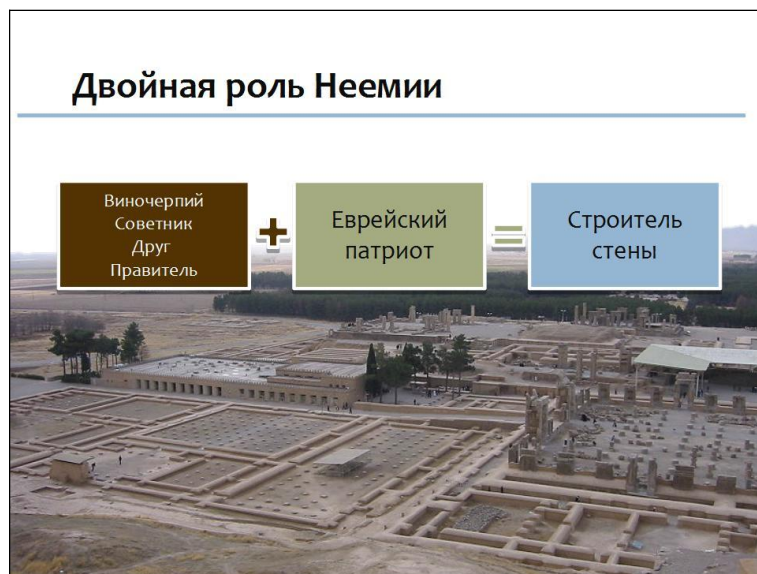 Двойная роль Неемии
Виночерпий
Советник
Друг
Правитель
+
Еврейский
патриот
=
Строитель
стены